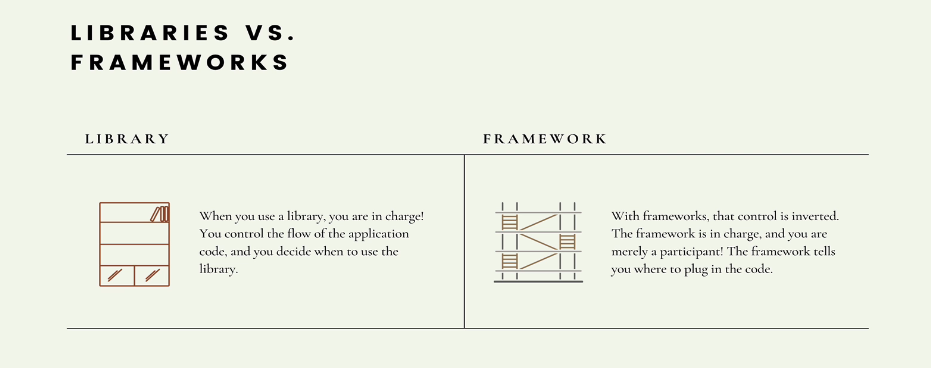 LIBRARIES VS.
FRAMEWORKS
LIBRARY
FRAMEWORK
When you use a library, you are in charge!
You control the flow of the application
code, and you decide when to use the
library.
With frameworks, that control is inverted.
The framework is in charge, and you are
merely a participant! The framework tells
you where to plug in the code.